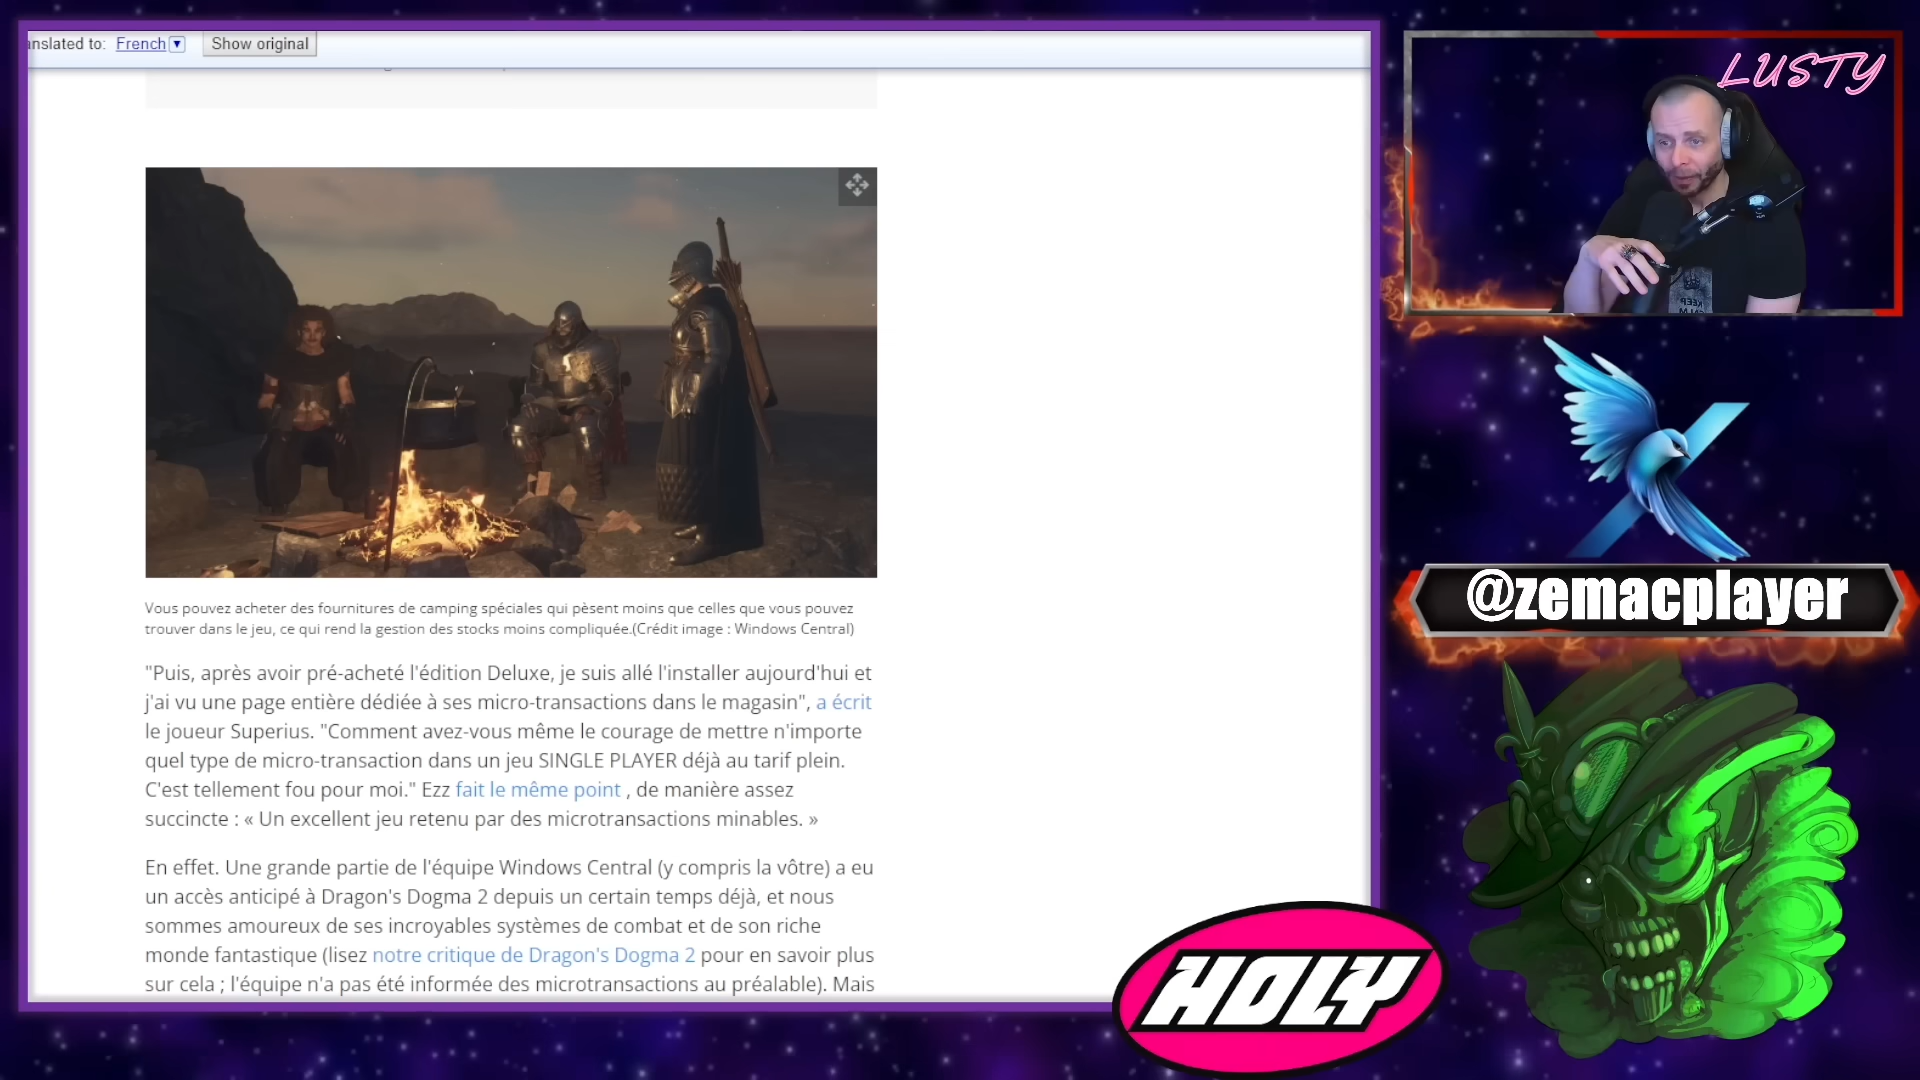 anslated to: French Show original
LUSTY
Vous pouvez acheter des fournitures de camping spéciales qui pèsent moins que celles que vous pouvez
trouver dans le jeu, ce qui rend la gestion des stocks moins compliquée.(Crédit image : Windows Central)
"Puis, après avoir pré-acheté l'édition Deluxe, je suis allé l'installer aujourd'hui et
j'ai vu une page entière dédiée à ses micro-transactions dans le magasin", a écrit
le joueur Superius. "Comment avez-vous même le courage de mettre n'importe
quel type de micro-transaction dans un jeu SINGLE PLAYER déjà au tarif plein.
C'est tellement fou pour moi." Ezz fait le même point , de manière assez
succincte : « Un excellent jeu retenu par des microtransactions minables. »
En effet. Une grande partie de l'équipe Windows Central (y compris la vôtre) a eu
un accès anticipé à Dragon's Dogma 2 depuis un certain temps déjà, et nous
sommes amoureux de ses incroyables systèmes de combat et de son riche
monde fantastique (lisez notre critique de Dragon's Dogma 2 pour en savoir plus
sur cela ; l'équipe n'a pas été informée des microtransactions au préalable). Mais
KEEP
@zemacplayer
HOLY